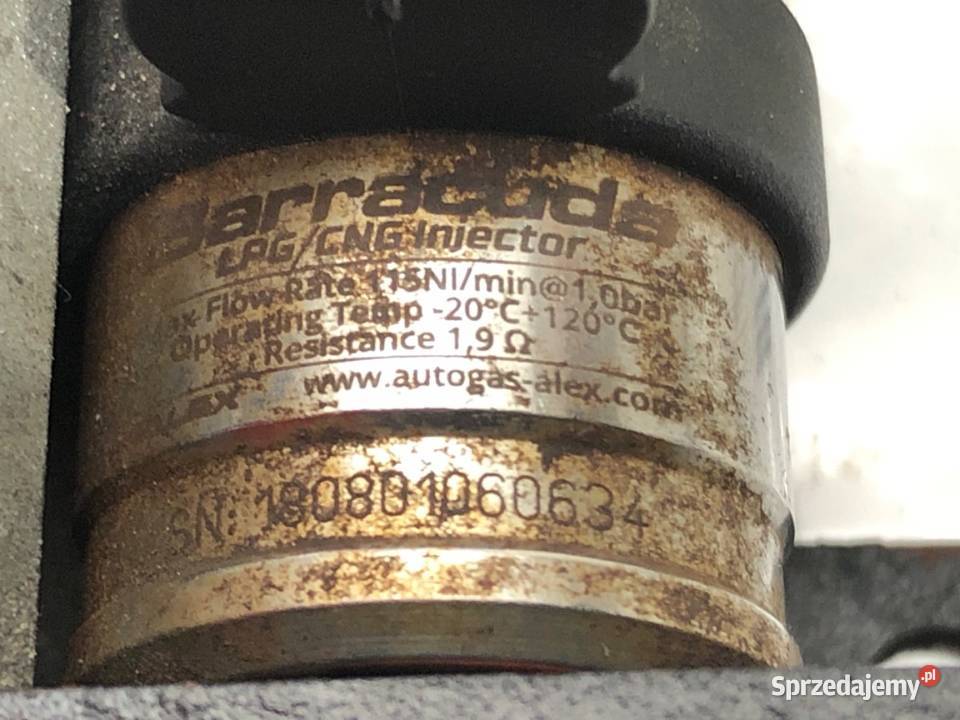 Barracuda
LPG/CNG Injector
Flow Rate 115Nl/min@1,0bar
Operating Temp -20°C+120°C
Resistance 1,9 Ω
www.autogas-alex.com
SN: 180801060634
Sprzedajemy.pl